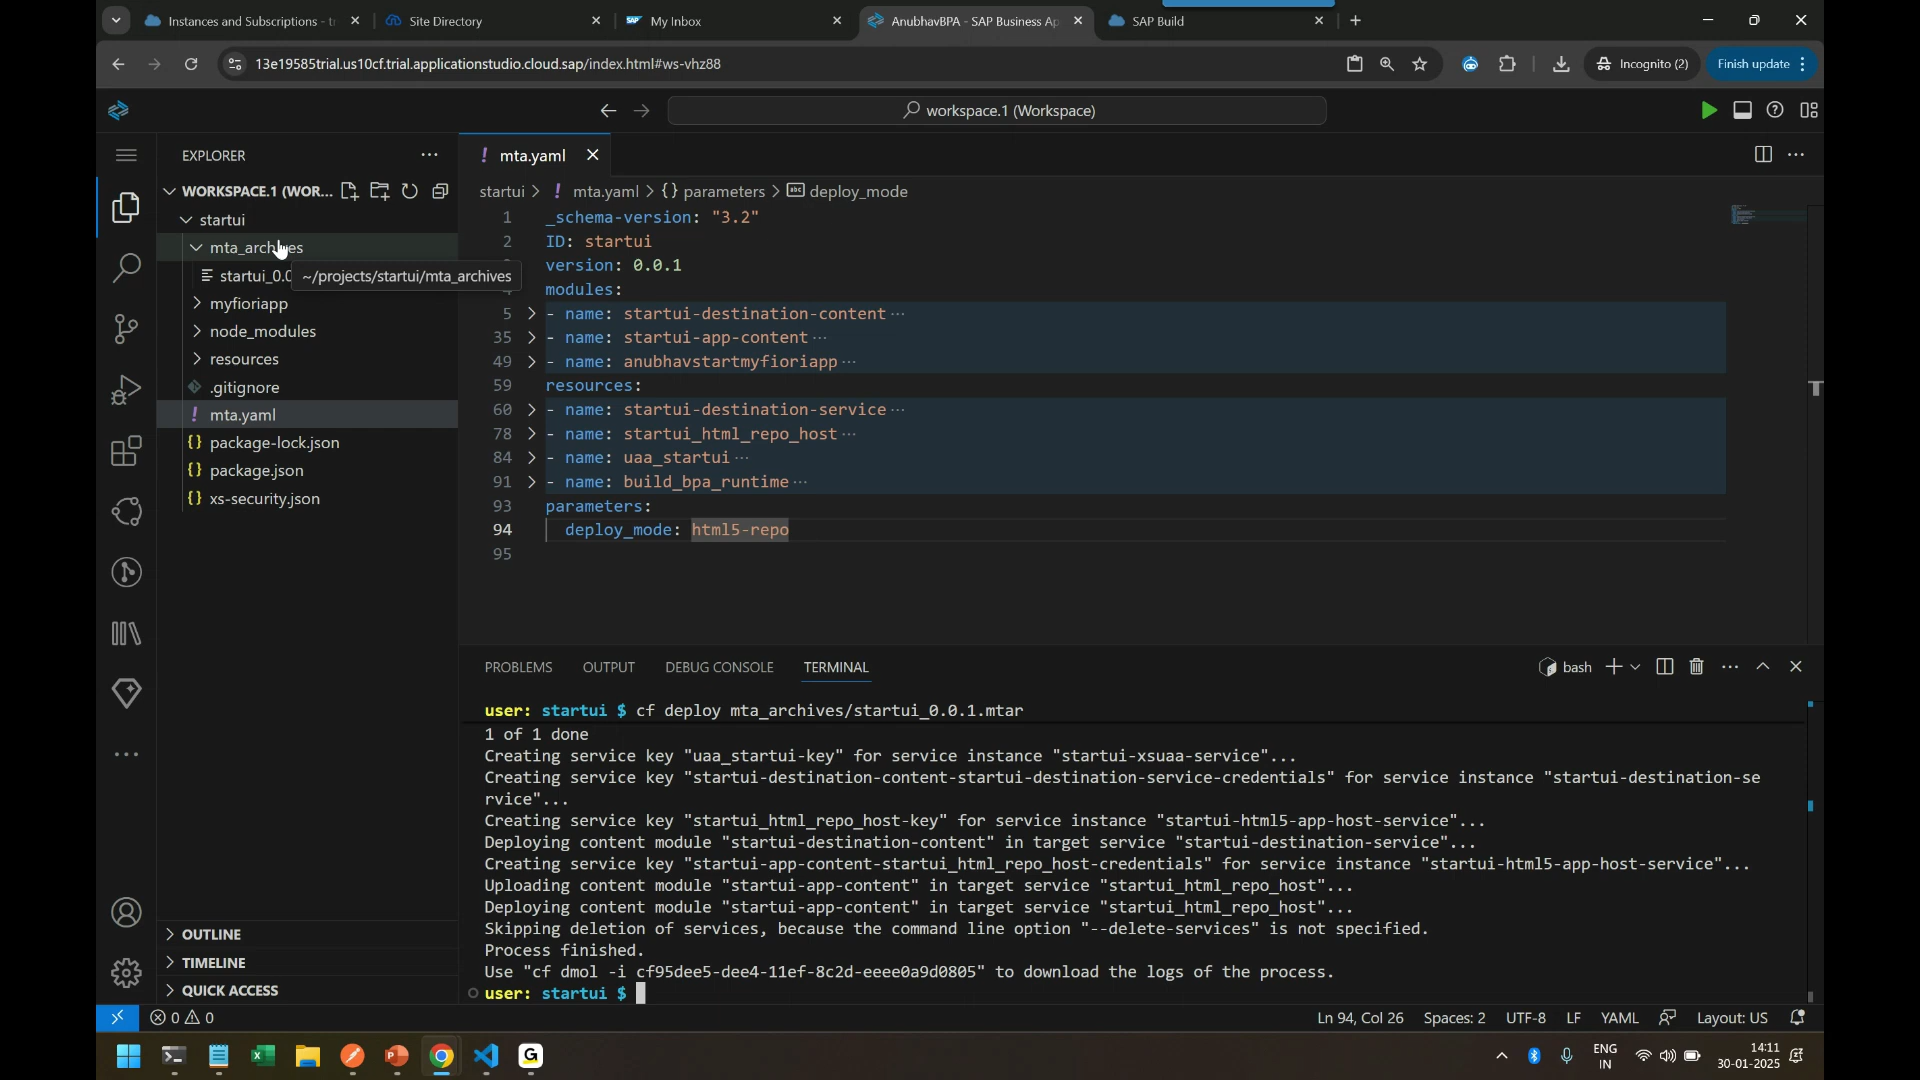 Instances and Subscriptions - tr
Site Directory
My Inbox
AnubhavBPA - SAP Business Ap
SAP Build
13e19585trial.us10cf.trial.applicationstudio.cloud.sap/index.html#ws-vhz88
Incognito (2)
Finish update
workspace.1 (Workspace)
EXPLORER
WORKSPACE.1 (WOR...
startui
mta_archives
startui_0.0
~/projects/startui/mta_archives
myfioriapp
node_modules
resources
.gitignore
mta.yaml
package-lock.json
package.json
xs-security.json
OUTLINE
TIMELINE
QUICK ACCESS
mta.yaml
startui > ! mta.yaml > {} parameters > abc deploy_mode
1 _schema-version: "3.2"
2 ID: startui
version: 0.0.1
modules:
5 - name: startui-destination-content ...
35 - name: startui-app-content ...
49 - name: anubhavstartmyfioriapp ...
59 resources:
60 - name: startui-destination-service ...
78 - name: startui_html_repo_host ...
84 - name: uaa_startui ...
91 - name: build_bpa_runtime ...
93 parameters:
94 deploy_mode: html5-repo
95
PROBLEMS OUTPUT DEBUG CONSOLE TERMINAL
bash
user: startui $ cf deploy mta_archives/startui_0.0.1.mtar
1 of 1 done
Creating service key "uaa_startui-key" for service instance "startui-xsuaa-service"...
Creating service key "startui-destination-content-startui-destination-service-credentials" for service instance "startui-destination-se
rvice"...
Creating service key "startui_html_repo_host-key" for service instance "startui-html5-app-host-service"...
Deploying content module "startui-destination-content" in target service "startui-destination-service"...
Creating service key "startui-app-content-startui_html_repo_host-credentials" for service instance "startui-html5-app-host-service"...
Uploading content module "startui-app-content" in target service "startui_html_repo_host"...
Deploying content module "startui-app-content" in target service "startui_html_repo_host"...
Skipping deletion of services, because the command line option "--delete-services" is not specified.
Process finished.
Use "cf dmol -i cf95dee5-dee4-11ef-8c2d-eeee0a9d0805" to download the logs of the process.
user: startui $
0 0
Ln 94, Col 26 Spaces: 2 UTF-8 LF YAML Layout: US
ENG
IN
14:11
30-01-2025